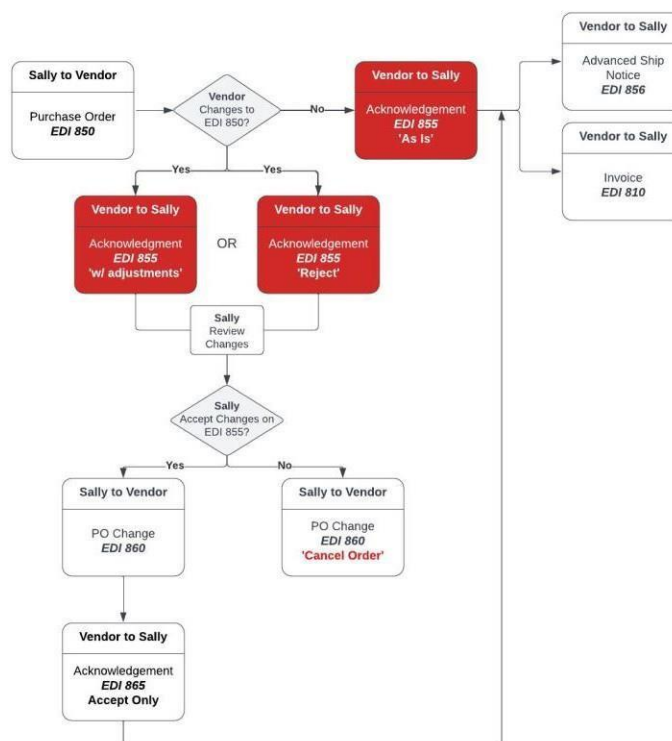 Sally to Vendor
Purchase Order
EDI 850
Vendor
Changes to
EDI 850?
No
Vendor to Sally
Acknowledgement
EDI 855
'As Is'
Vendor to Sally
Advanced Ship
Notice
EDI 856
Vendor to Sally
Invoice
EDI 810
Yes
Yes
Vendor to Sally
Acknowledgment
EDI 855
'w/ adjustments'
OR
Vendor to Sally
Acknowledgement
EDI 855
'Reject'
Sally
Review
Changes
Sally
Accept Changes on
EDI 855?
Yes
No
Sally to Vendor
PO Change
EDI 860
Sally to Vendor
PO Change
EDI 860
'Cancel Order'
Vendor to Sally
Acknowledgement
EDI 865
Accept Only